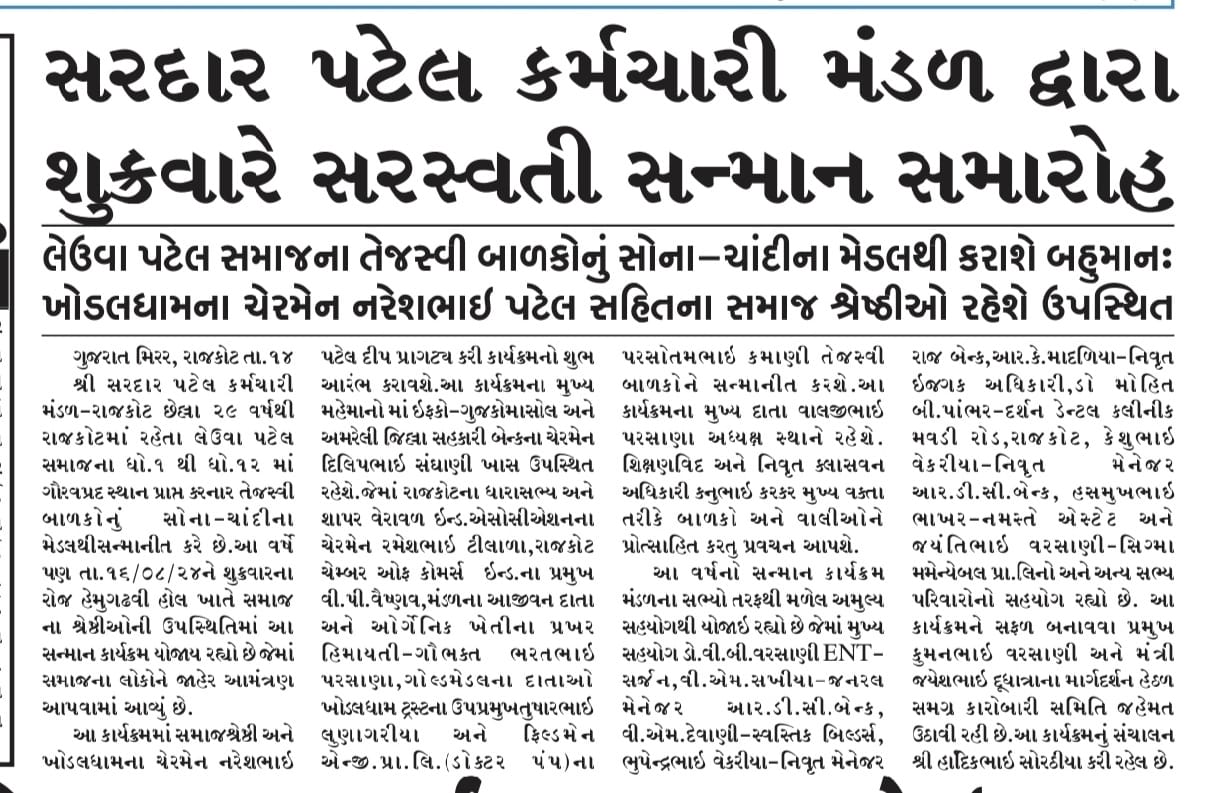 સરદાર પટેલ કર્મચારી મંડળ દ્વારા
શુક્રવારે સરસ્વતી સન્માન સમારોહ
લેઉવા પટેલ સમાજના તેજસ્વી બાળકોનું સોના-ચાંદીના મેડલથી કરાશે બહુમાનઃ
ખોડલધામના ચેરમેન નરેશભાઇ પટેલ સહિતના સમાજ શ્રેષ્ઠીઓ રહેશે ઉપસ્થિત
ગુજરાત મિરર, રાજકોટ તા.૧૪
શ્રી સરદાર પટેલ કર્મચારી
મંડળ-રાજકોટ છેલ્લા ૨૯ વર્ષથી
રાજકોટમાં રહેતા લેઉવા પટેલ
સમાજના ધો.૧ થી ધો.૧૨ માં
ગૌરવપ્રદ સ્થાન પ્રાપ્ત કરનાર તેજસ્વી
બાળકોનું સોના-ચાંદીના
મેડલથીસન્માનીત કરે છે.આ વર્ષે
પણ તા.૧૬/૦૮/૨૪ને શુક્રવારના
રોજ હેમુગઢવી હોલ ખાતે સમાજ
ના શ્રેષ્ઠીઓની ઉપસ્થિતિમાં આ
સન્માન કાર્યક્રમ યોજાય રહ્યો છે જેમાં
સમાજના લોકોને જાહેર આમંત્રણ
આપવામાં આવ્યું છે.
આ કાર્યક્રમમાં સમાજશ્રેષ્ઠી અને
ખોડલધામના ચેરમેન નરેશભાઇ
પટેલ દીપ પ્રાગટ્ય કરી કાર્યક્રમનો શુભ
આરંભ કરાવશે.આ કાર્યક્રમના મુખ્ય
મહેમાનો માં ઇફકો-ગુજકોમાસોલ અને
અમરેલી જિલ્લા સહકારી બેન્કના ચેરમેન
દિલિપભાઇ સંઘાણી ખાસ ઉપસ્થિત
રહેશે.જેમાં રાજકોટના ધારાસભ્ય અને
શાપર વેરાવળ ઇન્ડ.એસોસીએશનના
ચેરમેન રમેશભાઇ ટીલાળા,રાજકોટ
ચેમ્બર ઓફ કોમર્સ ઇન્ડ.ના પ્રમુખ
વી.પી.વૈષ્ણવ,મંડળના આજીવન દાતા
અને ઓર્ગેનિક ખેતીના પ્રખર
હિમાયતી-ગૌભક્ત ભરતભાઇ
પરસાણા,ગોલ્ડમેડલના દાતાઓ
ખોડલધામ ટ્રસ્ટના ઉપપ્રમુખતુષારભાઇ
લુણાગરીયા અને ફિલ્ડમેન
એન્જી.પ્રા.લિ.(ડોક્ટર પંપ)ના
પરસોતમભાઇ કમાણી તેજસ્વી
બાળકોને સન્માનીત કરશે.આ
કાર્યક્રમના મુખ્ય દાતા વાલજીભાઇ
પરસાણા અધ્યક્ષ સ્થાને રહેશે.
શિક્ષણવિદ અને નિવૃત ક્લાસવન
અધિકારી કનુભાઇ કરકર મુખ્ય વક્તા
તરીકે બાળકો અને વાલીઓને
પ્રોત્સાહિત કરતુ પ્રવચન આપશે.
આ વર્ષનો સન્માન કાર્યક્રમ
મંડળના સભ્યો તરફથી મળેલ અમુલ્ય
સહયોગથી યોજાઇ રહ્યો છે જેમાં મુખ્ય
સહયોગ ડો.વી.બી.વરસાણી ENT-
સર્જન,વી.એમ.સખીયા-જનરલ
મેનેજર આર.ડી.સી.બેન્ક,
વી.એમ.દેવાણી-સ્વસ્તિક બિલ્ડર્સ,
ભુપેન્દ્રભાઇ વેકરીયા-નિવૃત મેનેજર
રાજ બેન્ક,આર.કે.માદળિયા-નિવૃત
ઇજાક અધિકારી,ડો મોહિત
બી.પાંભર-દર્શન ડેન્ટલ કલીનીક
મવડી રોડ,રાજકોટ, કેશુભાઇ
વેકરીયા-નિવૃત મેનેજર
આર.ડી.સી.બેન્ક, હસમુખભાઇ
ભાખર-નમસ્તે એસ્ટેટ અને
જયંતિભાઇ વરસાણી-સિગ્મા
મમેન્યેબલ પ્રા.લિનો અને અન્ય સભ્ય
પરિવારોનો સહયોગ રહ્યો છે. આ
કાર્યક્રમને સફળ બનાવવા પ્રમુખ
કુમનભાઇ વરસાણી અને મંત્રી
જયેશભાઇ દૂધાત્રાના માર્ગદર્શન હેઠળ
સમગ્ર કારોબારી સમિતિ જહેમત
ઉઠાવી રહી છે.આ કાર્યક્રમનું સંચાલન
શ્રી હાર્દિકભાઇ સોરઠીયા કરી રહેલ છે.